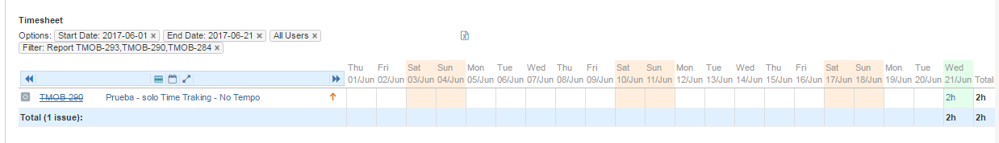 Timesheet
Options: Start Date: 2017-06-01 × End Date: 2017-06-21 × All Users ×
Filter: Report TMOB-293,TMOB-290,TMOB-284 ×
Thu Fri Sat Sun Mon Tue Wed Thu Fri Sat Sun Mon Tue Wed Thu Fri Sat Sun Mon Tue Wed
01/Jun 02/Jun 03/Jun 04/Jun 05/Jun 06/Jun 07/Jun 08/Jun 09/Jun 10/Jun 11/Jun 12/Jun 13/Jun 14/Jun 15/Jun 16/Jun 17/Jun 18/Jun 19/Jun 20/Jun 21/Jun Total
TMOB-290 Prueba - solo Time Traking - No Tempo 2h 2h
Total (1 issue): 2h 2h